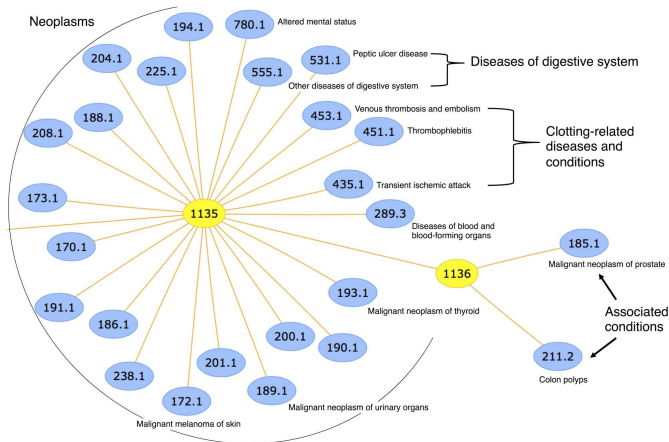 Neoplasms
194.1
780.1
Altered mental status
204.1
225.1
555.1
531.1
Peptic ulcer disease
Other diseases of digestive system
Diseases of digestive system
208.1
188.1
453.1
Venous thrombosis and embolism
451.1
Thrombophlebitis
Clotting-related
diseases and
conditions
173.1
435.1
Transient ischemic attack
1135
289.3
Diseases of blood and
blood-forming organs
170.1
185.1
Malignant neoplasm of prostate
1136
191.1
186.1
193.1
Malignant neoplasm of thyroid
Associated
conditions
200.1
190.1
238.1
201.1
211.2
Colon polyps
172.1
189.1
Malignant neoplasm of urinary organs
Malignant melanoma of skin